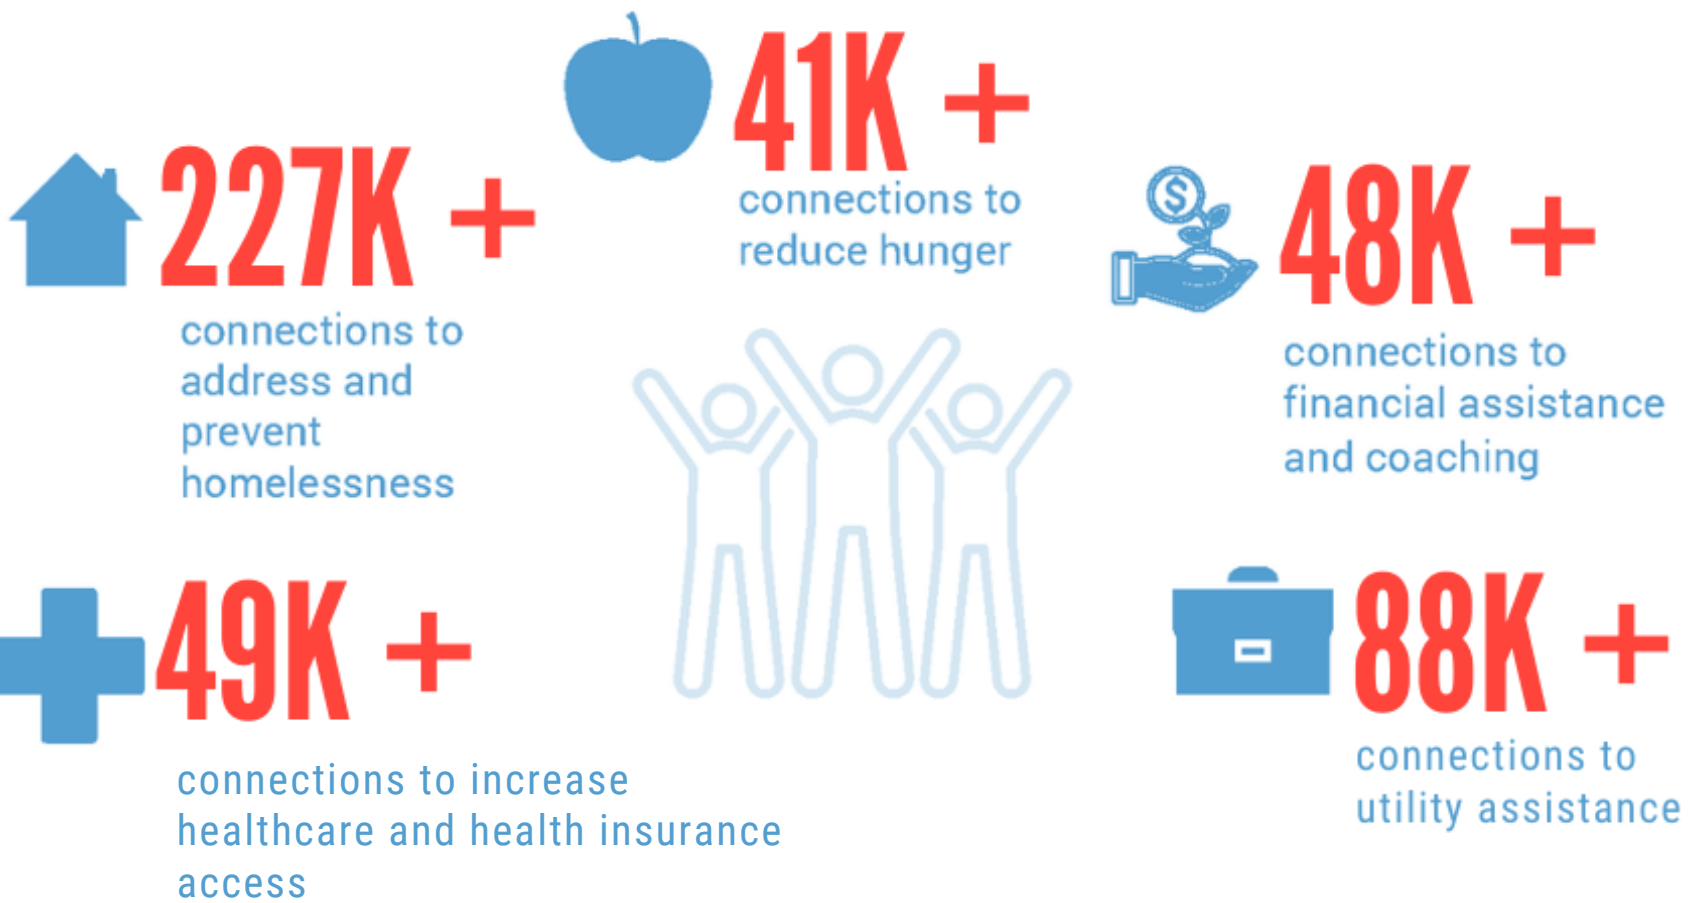 41K +
connections to
reduce hunger
227K +
connections to
address and
prevent
homelessness
$
48K +
connections to
financial assistance
and coaching
49K +
connections to increase
healthcare and health insurance
access
88K +
connections to
utility assistance